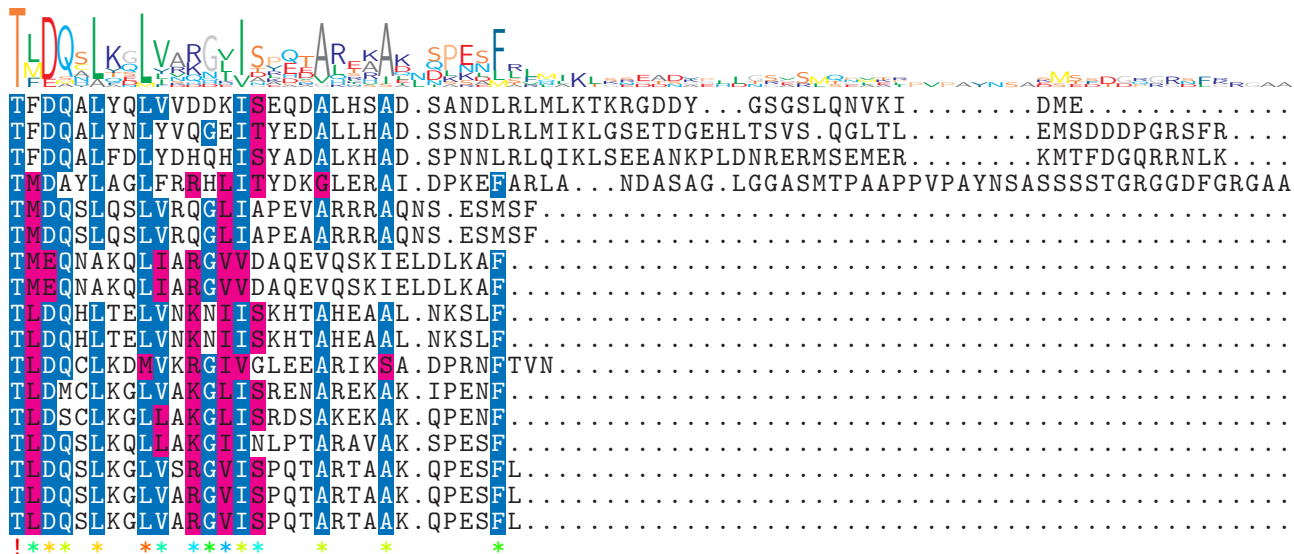 TFDQALYQLVVDDKISEQDALHSAD.SANDLRLMLKTKRGDDY...GSGSLQNVKI........DME.............
TFDQALYNLYVQGEITYEDALLHAD.SSNDLRLMIKLGSETDGEHLTSVS.QGLTL........EMSDDDPGRSFR....
TFDQALFDLYDHQHISYADALKHAD.SPNNLRLQIKLSEEANKPLDNRERMSEMER........KMTFDGQRRNLK....
TMDAYLAGLFRRHLITYDKGLERAI.DPKEFARLA...NDASAG.LGGASMTPAAPPVPAYNSASSSSTGRGGDFGRGAA
TMDQSLQSLVRQGLIAPEVARRRAQNS.ESMSF...............................................
TMDQSLQSLVRQGLIAPEAARRRAQNS.ESMSF...............................................
TMEQNAKQLIARGVVDAQEVQSKIELDLKAF.................................................
TMEQNAKQLIARGVVDAQEVQSKIELDLKAF.................................................
TLDQHLTELVNKNIISKHTAHEAAL.NKSLF.................................................
TLDQHLTELVNKNIISKHTAHEAAL.NKSLF.................................................
TLDQCLKDMVKRGIVGLEEARIKSA.DPRNFTVN..............................................
TLDMCLKGLVAKGLISRENAREKAK.IPENF.................................................
TLDSCLKGLLAKGLISRDSAKEKAK.QPENF.................................................
TLDQSLKQLLAKGIINLPTARAVAK.SPESF.................................................
TLDQSLKGLVSRGVISPQTARTAAK.QPESFL................................................
TLDQSLKGLVARGVISPQTARTAAK.QPESFL................................................
TLDQSLKGLVARGVISPQTARTAAK.QPESFL................................................
!*** *  ** *****   *   *      *